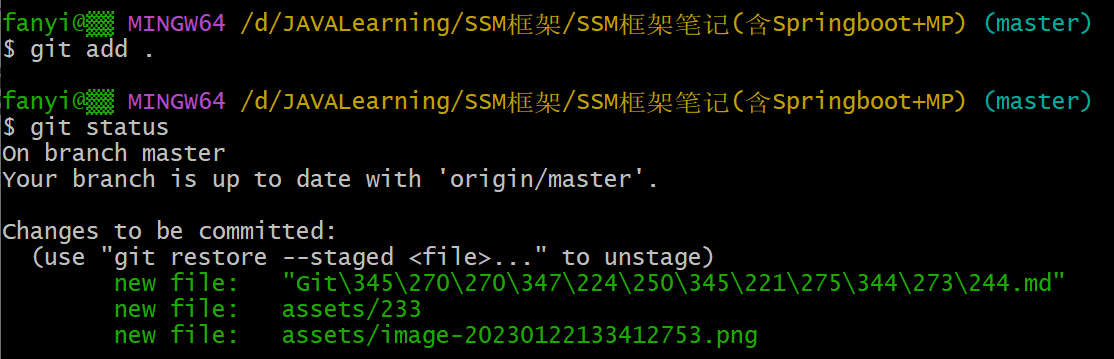 fanyi@▒▒ MINGW64 /d/JAVALearning/SSM框架/SSM框架笔记(含Springboot+MP) (master)
$ git add .
fanyi@▒▒ MINGW64 /d/JAVALearning/SSM框架/SSM框架笔记(含Springboot+MP) (master)
$ git status
On branch master
Your branch is up to date with 'origin/master'.
Changes to be committed:
(use "git restore --staged <file>..." to unstage)
new file: "Git\345\270\270\347\224\250\345\221\275\344\273\244.md"
new file: assets/233
new file: assets/image-20230122133412753.png